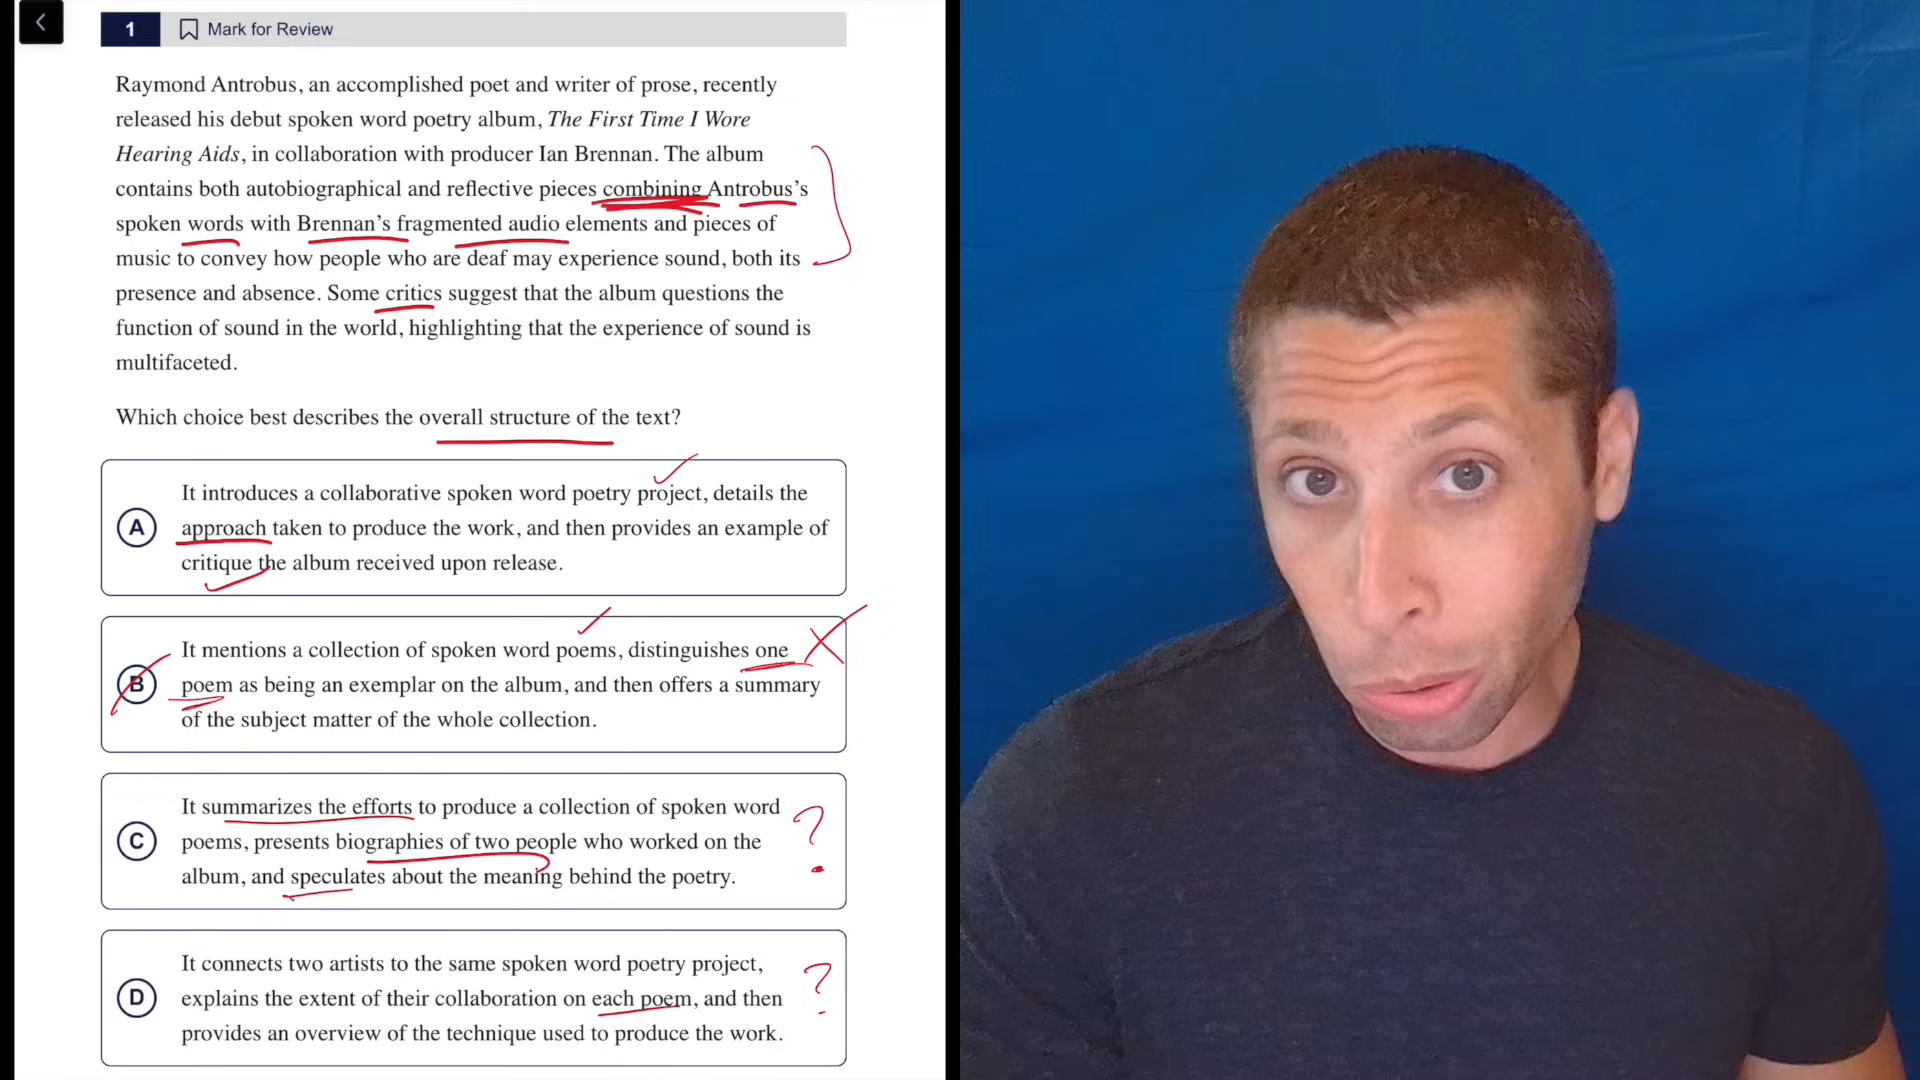 1 Mark for Review
Raymond Antrobus, an accomplished poet and writer of prose, recently
released his debut spoken word poetry album, The First Time I Wore
Hearing Aids, in collaboration with producer Ian Brennan. The album
contains both autobiographical and reflective pieces combining Antrobus's
spoken words with Brennan's fragmented audio elements and pieces of
music to convey how people who are deaf may experience sound, both its
presence and absence. Some critics suggest that the album questions the
function of sound in the world, highlighting that the experience of sound is
multifaceted.
Which choice best describes the overall structure of the text?
A
It introduces a collaborative spoken word poetry project, details the
approach taken to produce the work, and then provides an example of
critique the album received upon release.
B
It mentions a collection of spoken word poems, distinguishes one
poem as being an exemplar on the album, and then offers a summary
of the subject matter of the whole collection.
C
It summarizes the efforts to produce a collection of spoken word
poems, presents biographies of two people who worked on the
album, and speculates about the meaning behind the poetry.
?
D
It connects two artists to the same spoken word poetry project,
explains the extent of their collaboration on each poem, and then
provides an overview of the technique used to produce the work.
?